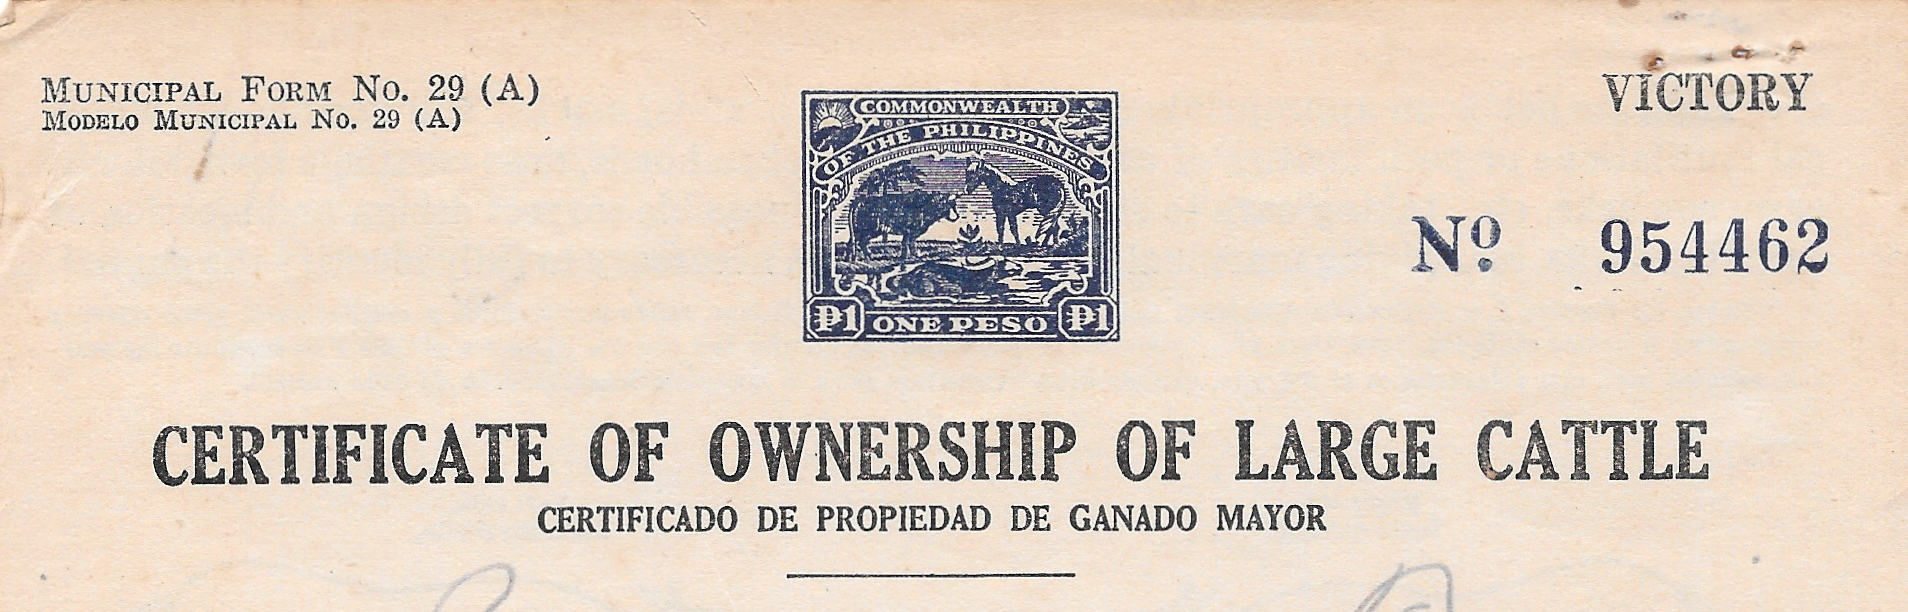 MUNICIPAL FORM NO. 29 (A)
MODELO MUNICIPAL NO. 29 (A)
COMMONWEALTH
OF THE PHILIPPINES
₱1 ONE PESO ₱1
VICTORY
Nº 954462
CERTIFICATE OF OWNERSHIP OF LARGE CATTLE
CERTIFICADO DE PROPIEDAD DE GANADO MAYOR